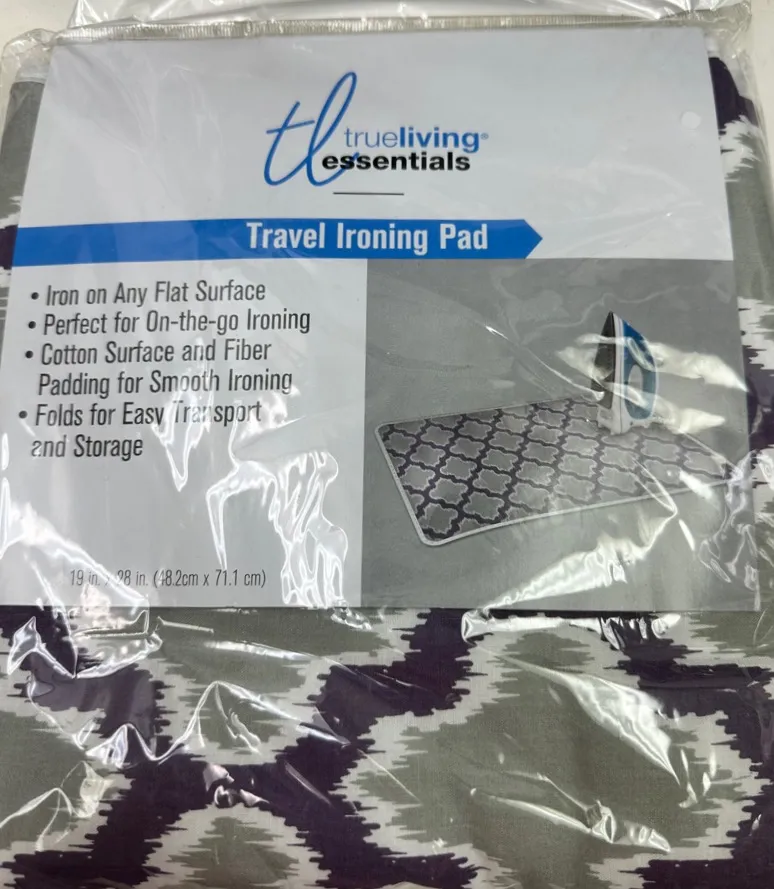 tl trueliving®
essentials
Travel Ironing Pad
• Iron on Any Flat Surface
• Perfect for On-the-go Ironing
• Cotton Surface and Fiber
Padding for Smooth Ironing
• Folds for Easy Transport
and Storage
19 in. x 28 in. (48.2cm x 71.1 cm)